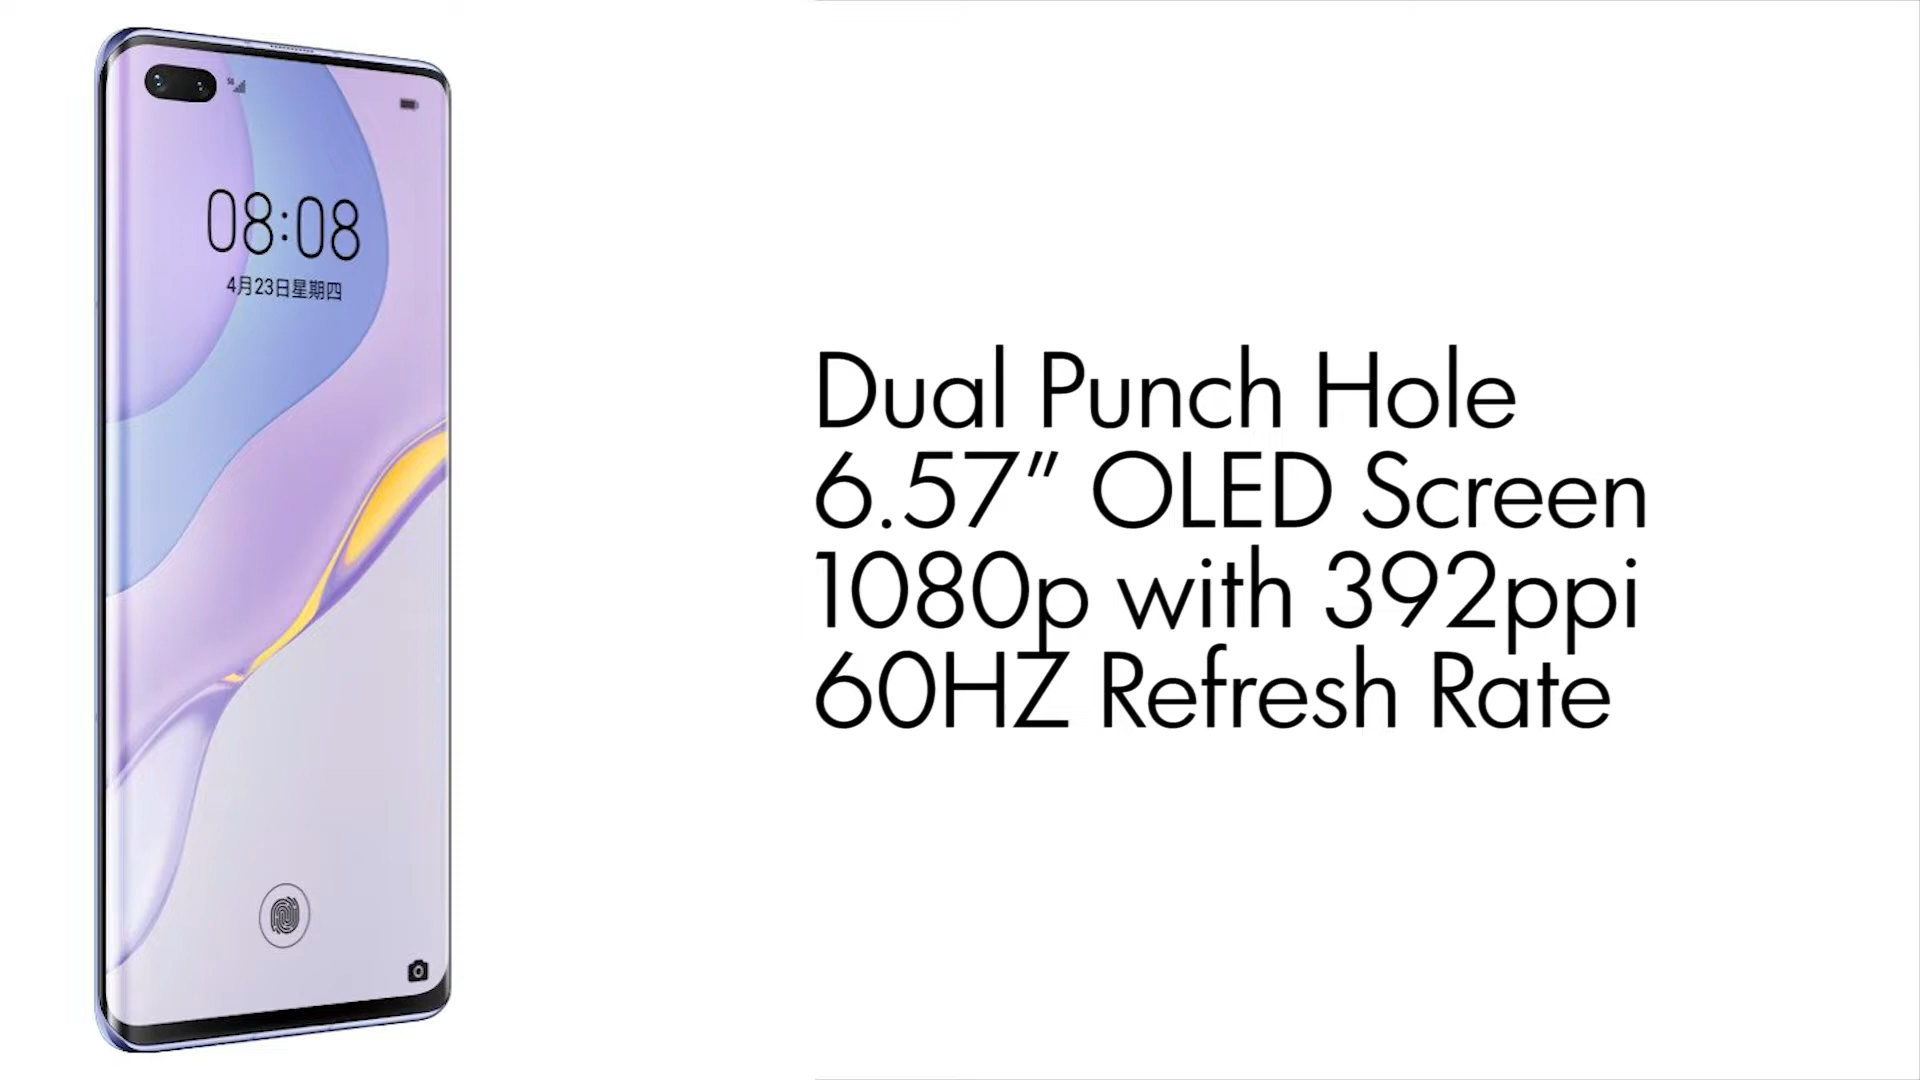 08:08
4月23日星期四
Dual Punch Hole
6.57” OLED Screen
1080p with 392ppi
60HZ Refresh Rate